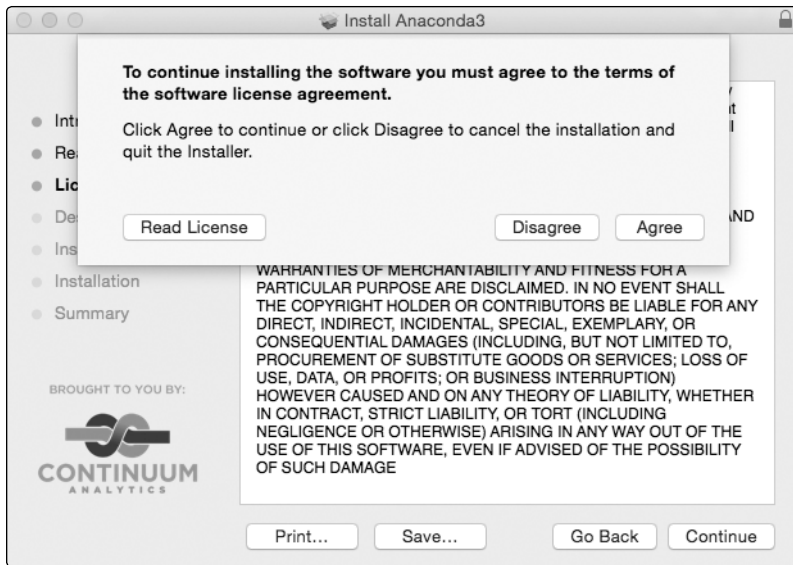 Install Anaconda3
To continue installing the software you must agree to the terms of
the software license agreement.
Click Agree to continue or click Disagree to cancel the installation and
quit the Installer.
Read License
Disagree
Agree
Installation
Summary
BROUGHT TO YOU BY:
CONTINUUM
ANALYTICS
WARRANTIES OF MERCHANTABILITY AND FITNESS FOR A
PARTICULAR PURPOSE ARE DISCLAIMED. IN NO EVENT SHALL
THE COPYRIGHT HOLDER OR CONTRIBUTORS BE LIABLE FOR ANY
DIRECT, INDIRECT, INCIDENTAL, SPECIAL, EXEMPLARY, OR
CONSEQUENTIAL DAMAGES (INCLUDING, BUT NOT LIMITED TO,
PROCUREMENT OF SUBSTITUTE GOODS OR SERVICES; LOSS OF
USE, DATA, OR PROFITS; OR BUSINESS INTERRUPTION)
HOWEVER CAUSED AND ON ANY THEORY OF LIABILITY, WHETHER
IN CONTRACT, STRICT LIABILITY, OR TORT (INCLUDING
NEGLIGENCE OR OTHERWISE) ARISING IN ANY WAY OUT OF THE
USE OF THIS SOFTWARE, EVEN IF ADVISED OF THE POSSIBILITY
OF SUCH DAMAGE
Print...
Save...
Go Back
Continue